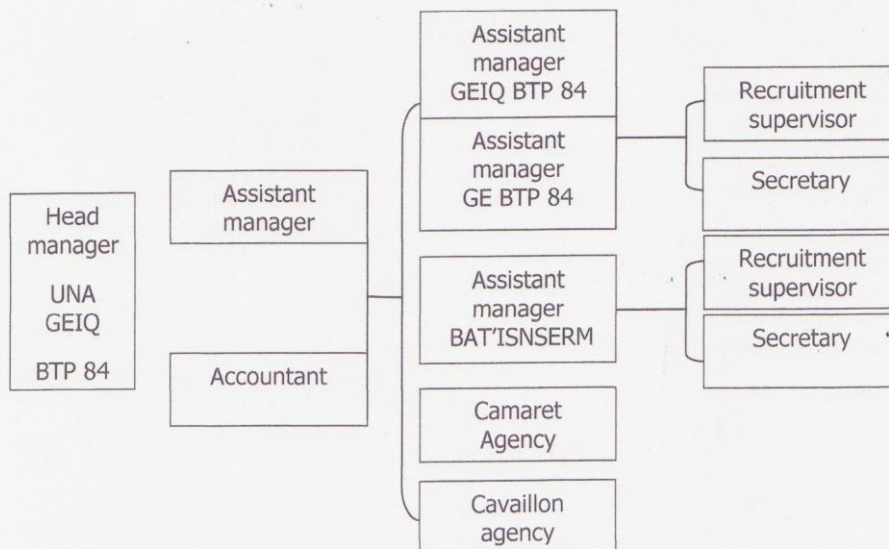 Head
manager
UNA
GEIQ
BTP 84
Assistant
manager
Accountant
Assistant
manager
GEIQ BTP 84
Assistant
manager
GE BTP 84
Assistant
manager
BAT'ISNSERM
Camaret
Agency
Cavaillon
agency
Recruitment
supervisor
Secretary
Recruitment
supervisor
Secretary